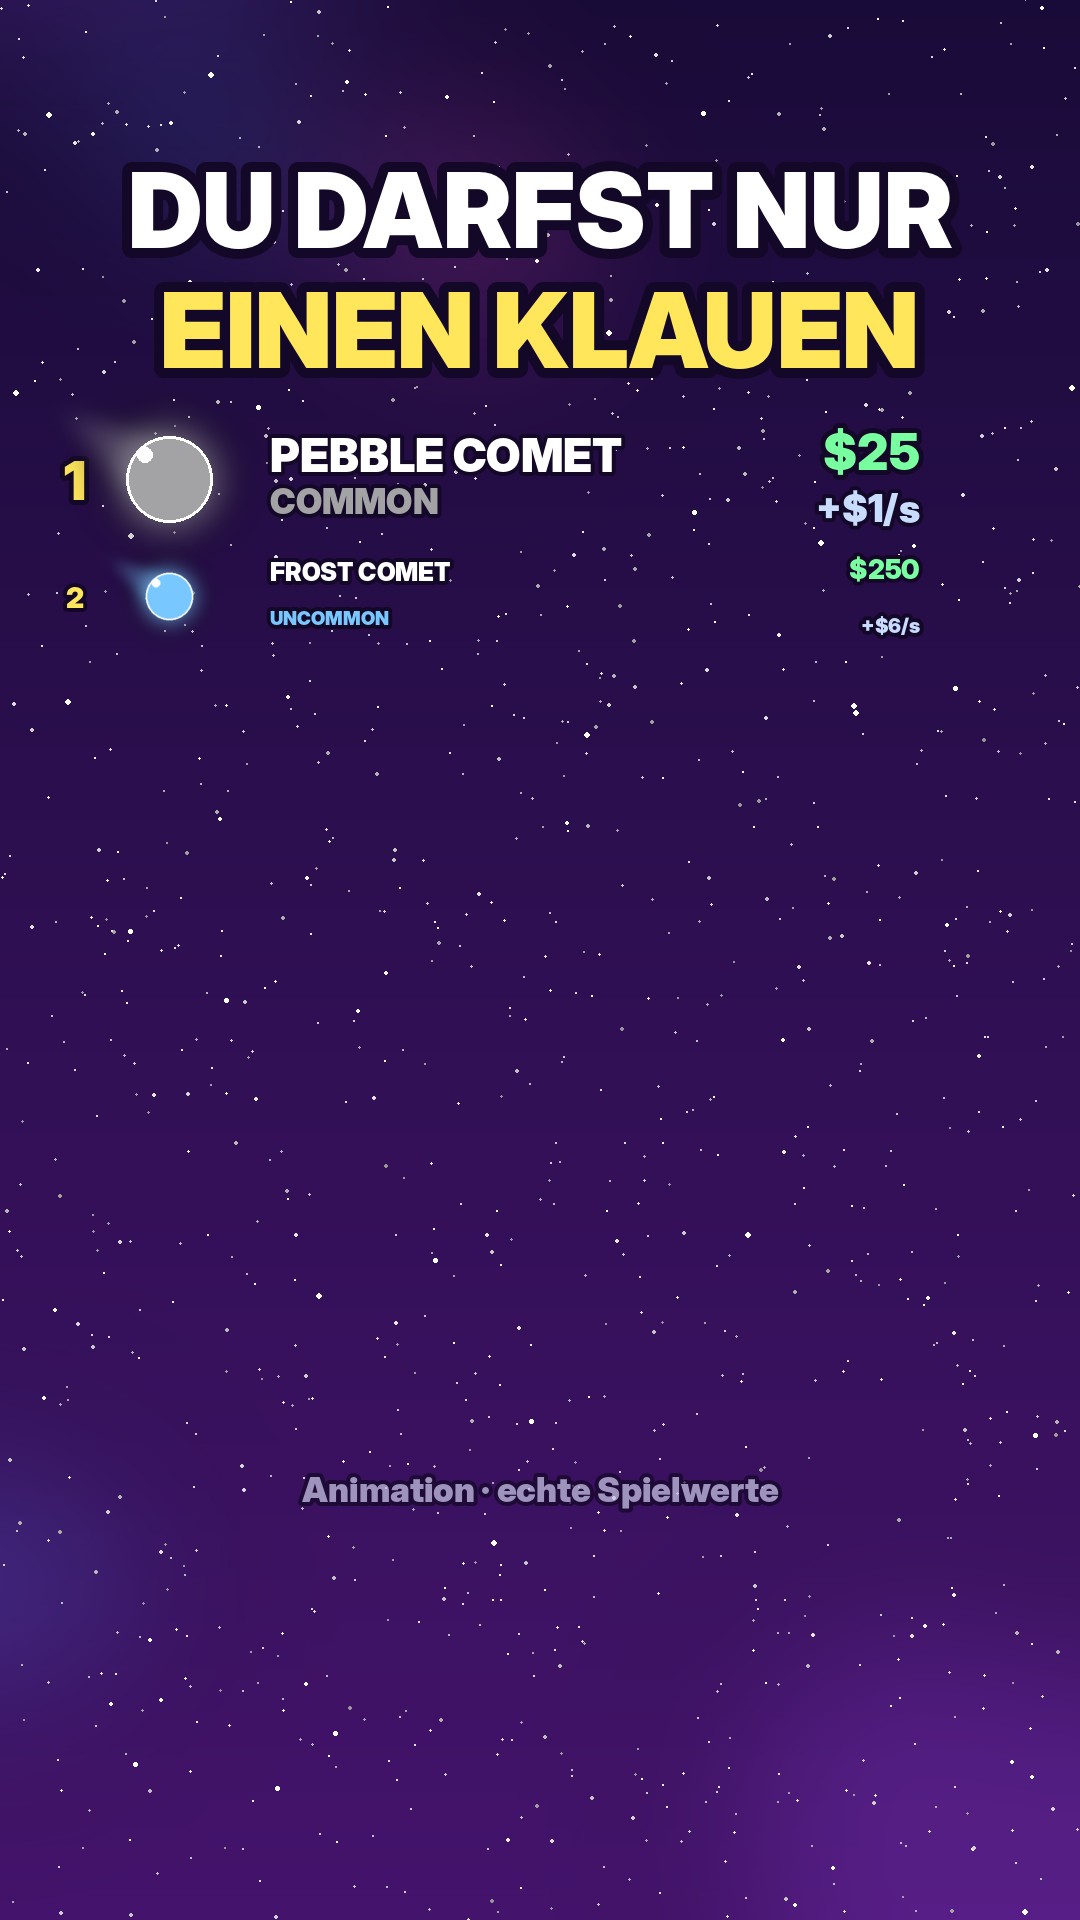 DU DARFST NUR
EINEN KLAUEN
1 PEBBLE COMET $25
COMMON +$1/s
2 FROST COMET $250
UNCOMMON +$6/s
Animation · echte Spielwerte